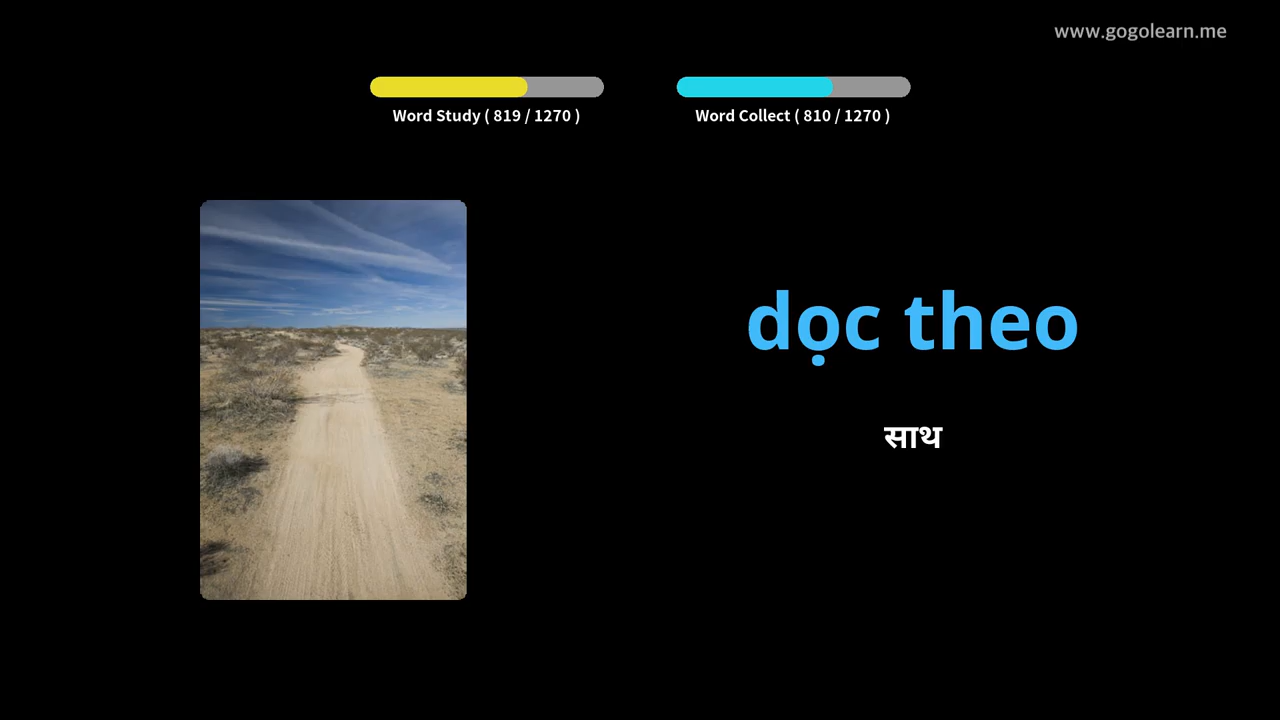 www.gogolearn.me
Word Study ( 819 / 1270 )
Word Collect ( 810 / 1270 )
dọc theo
साथ